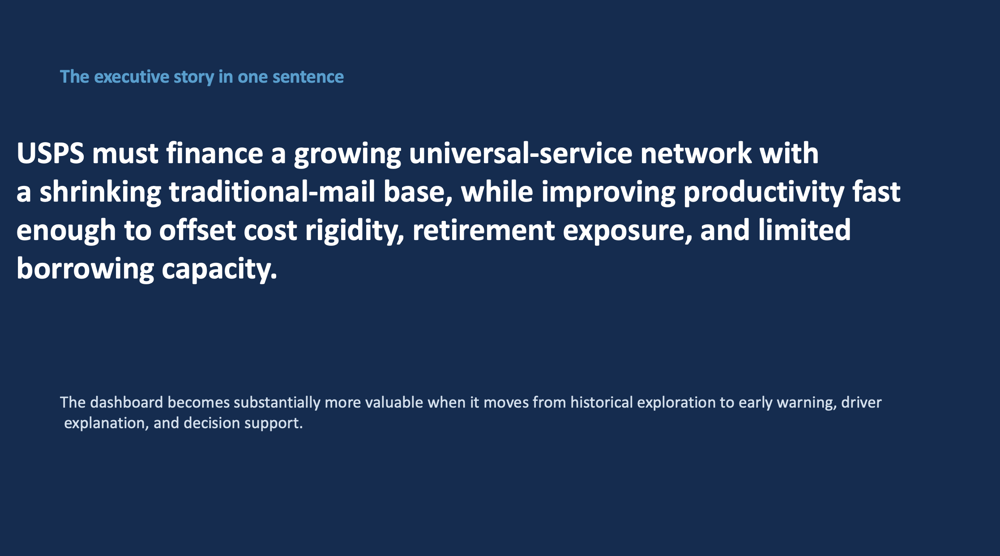 The executive story in one sentence
USPS must finance a growing universal-service network with
a shrinking traditional-mail base, while improving productivity fast
enough to offset cost rigidity, retirement exposure, and limited
borrowing capacity.
The dashboard becomes substantially more valuable when it moves from historical exploration to early warning, driver
explanation, and decision support.